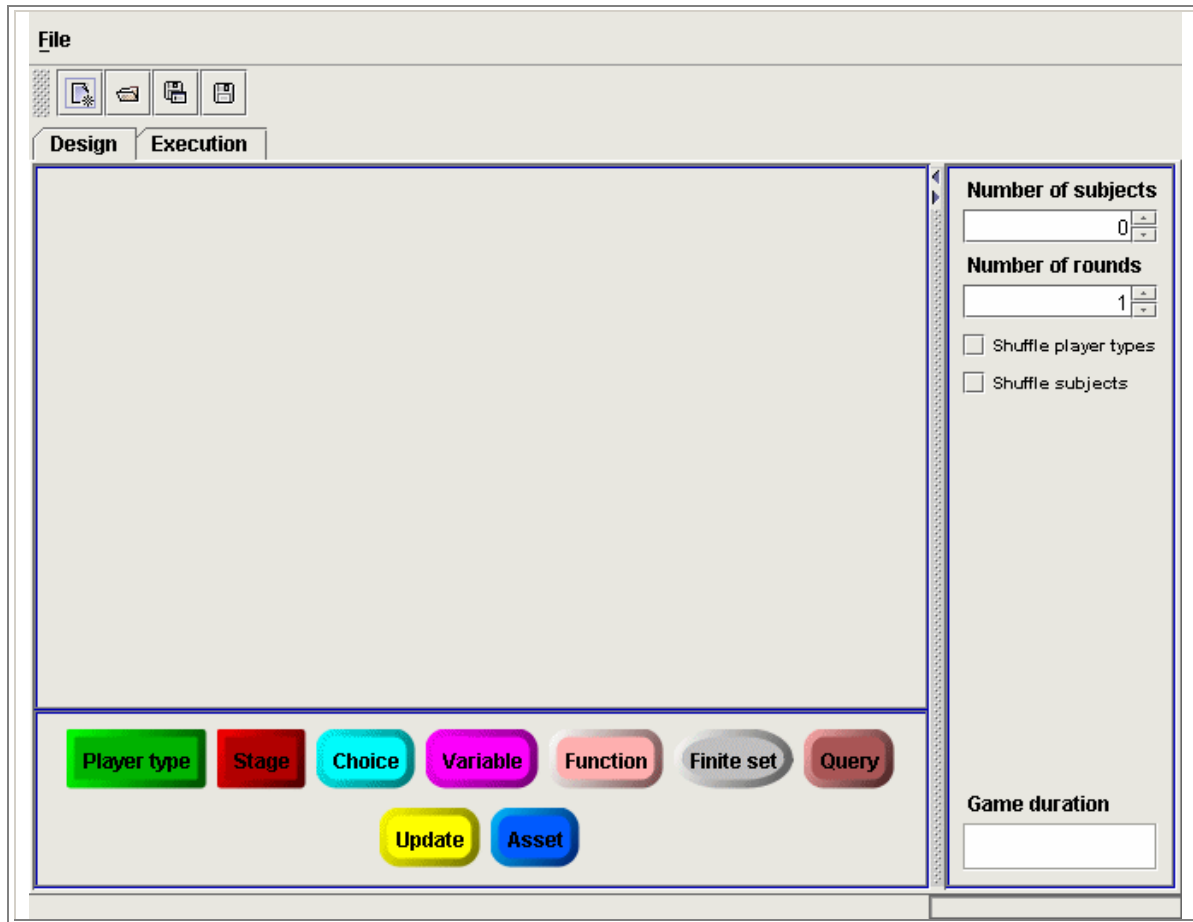 File
Design Execution
Number of subjects
0
Number of rounds
1
Shuffle player types
Shuffle subjects
Player type Stage Choice Variable Function Finite set Query
Update Asset
Game duration